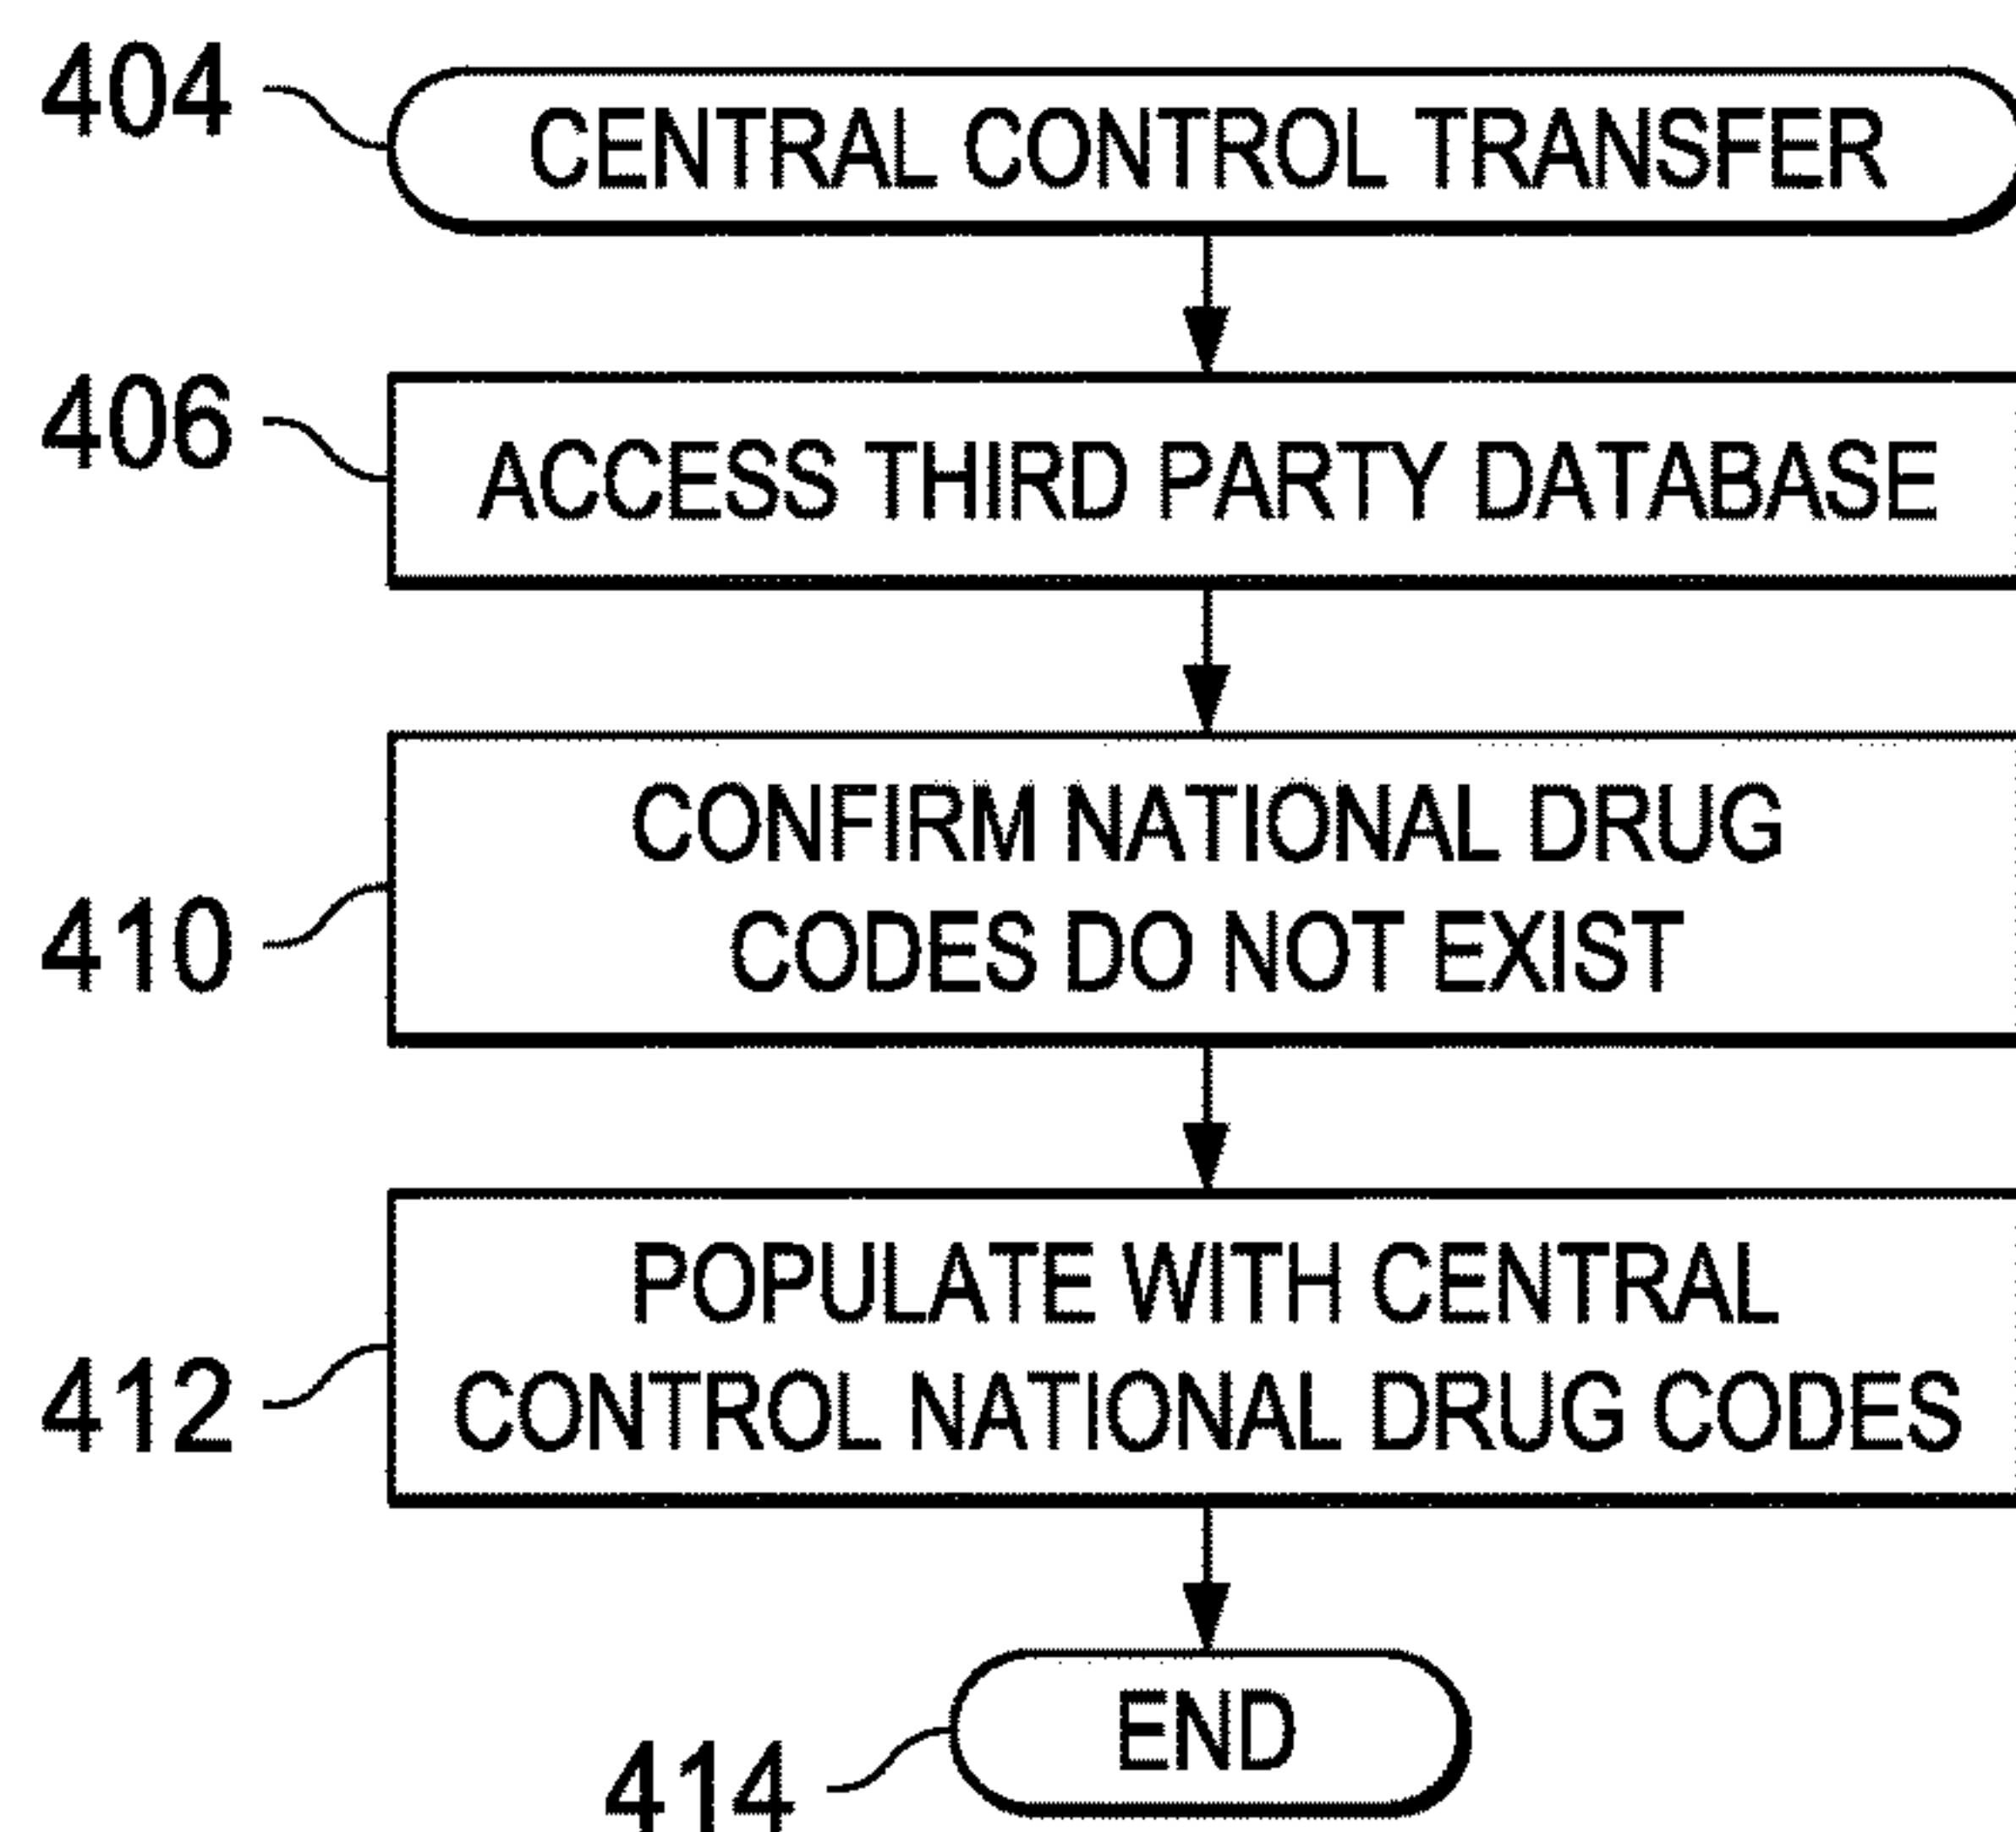 404
CENTRAL CONTROL TRANSFER
406
ACCESS THIRD PARTY DATABASE
410
CONFIRM NATIONAL DRUG
CODES DO NOT EXIST
412
POPULATE WITH CENTRAL
CONTROL NATIONAL DRUG CODES
414
END